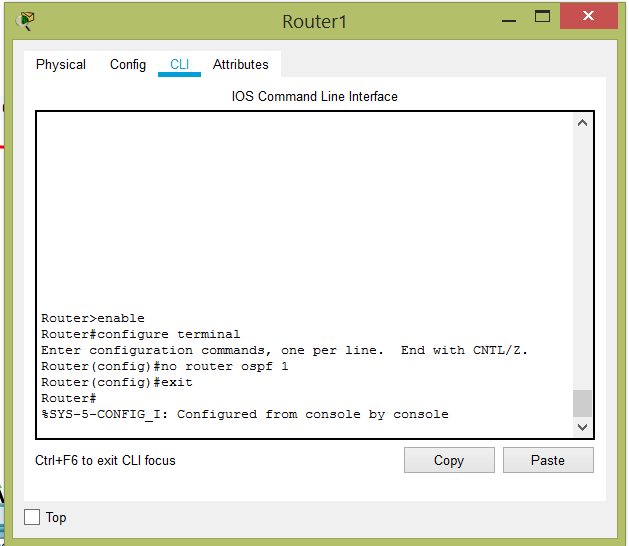 Router1
Physical Config CLI Attributes
IOS Command Line Interface
Router>enable
Router#configure terminal
Enter configuration commands, one per line.  End with CNTL/Z.
Router(config)#no router ospf 1
Router(config)#exit
Router#
%SYS-5-CONFIG_I: Configured from console by console
Ctrl+F6 to exit CLI focus
Copy
Paste
Top